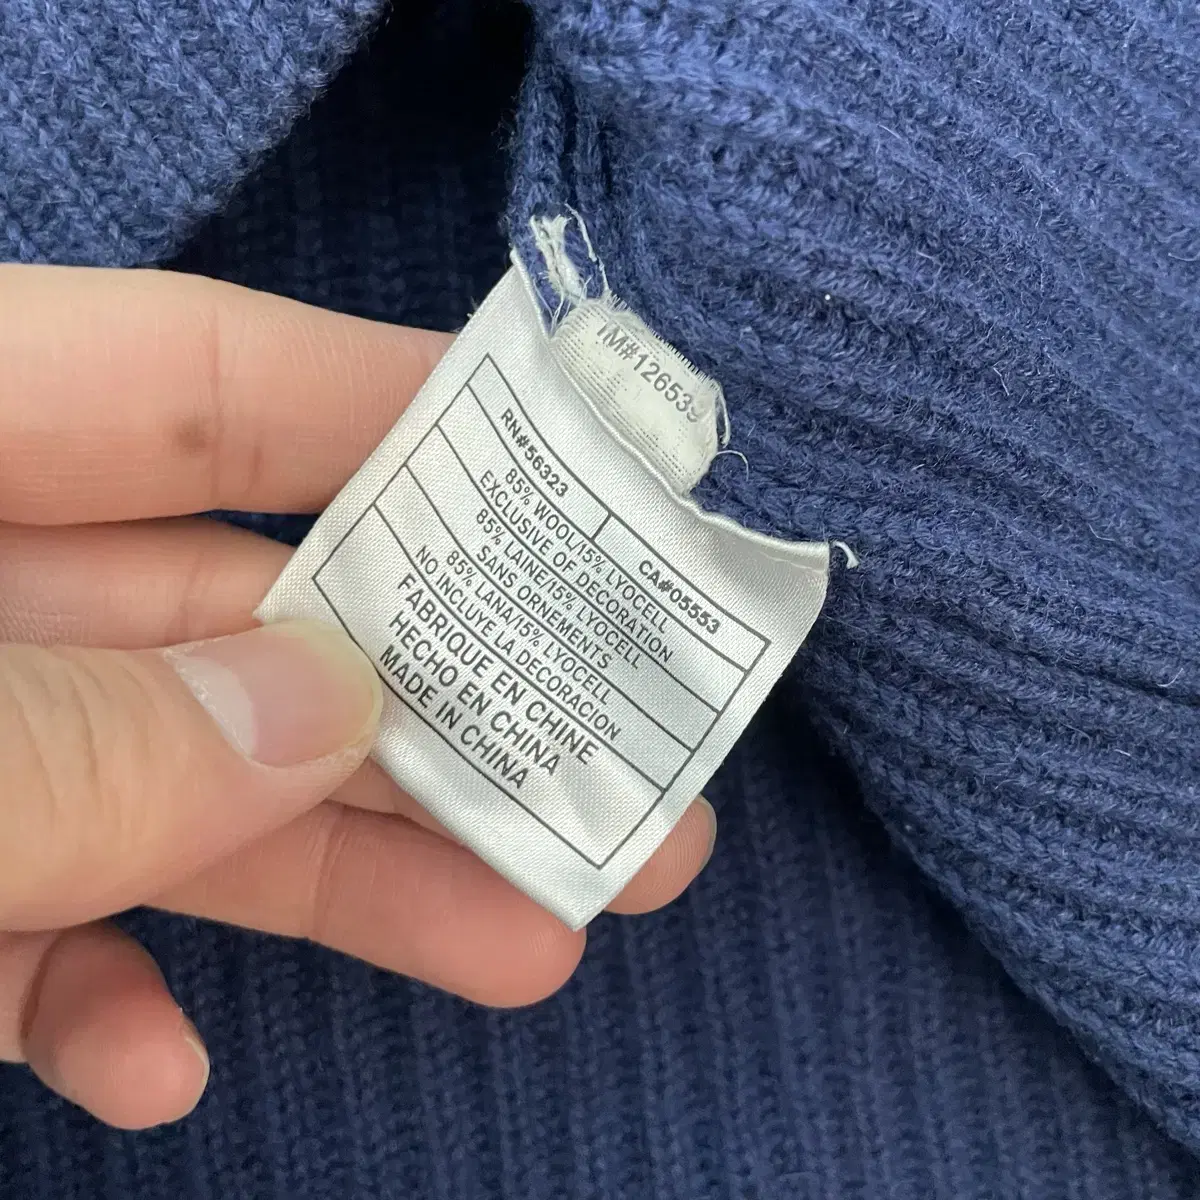 RN#56323 CA#05553
85% WOOL/15% LYOCELL
EXCLUSIVE OF DECORATION
85% LAINE/15% LYOCELL
SANS ORNEMENTS
85% LANA/15% LYOCELL
NO INCLUYE LA DECORACION
FABRIQUE EN CHINE
HECHO EN CHINA
MADE IN CHINA